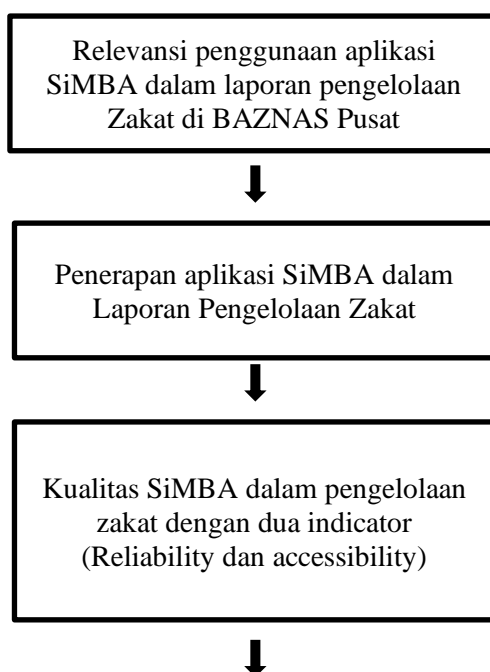 Relevansi penggunaan aplikasi
SiMBA dalam laporan pengelolaan
Zakat di BAZNAS Pusat
Penerapan aplikasi SiMBA dalam
Laporan Pengelolaan Zakat
Kualitas SiMBA dalam pengelolaan
zakat dengan dua indicator
(Reliability dan accessibility)